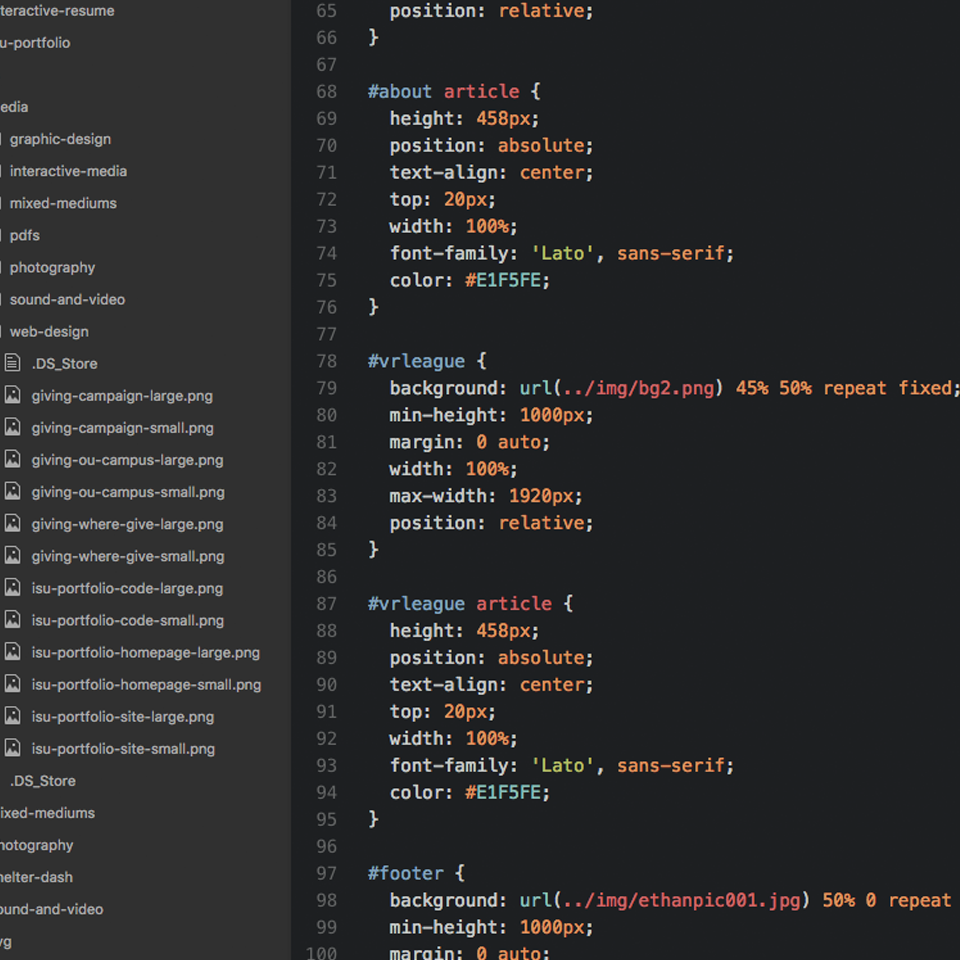 teractive-resume
u-portfolio
edia
graphic-design
interactive-media
mixed-mediums
pdfs
photography
sound-and-video
web-design
.DS_Store
giving-campaign-large.png
giving-campaign-small.png
giving-ou-campus-large.png
giving-ou-campus-small.png
giving-where-give-large.png
giving-where-give-small.png
isu-portfolio-code-large.png
isu-portfolio-code-small.png
isu-portfolio-homepage-large.png
isu-portfolio-homepage-small.png
isu-portfolio-site-large.png
isu-portfolio-site-small.png
.DS_Store
ixed-mediums
hotography
helter-dash
ound-and-video
vg
65 position: relative;
66 }
67
68 #about article {
69 height: 458px;
70 position: absolute;
71 text-align: center;
72 top: 20px;
73 width: 100%;
74 font-family: 'Lato', sans-serif;
75 color: #E1F5FE;
76 }
77
78 #vrleague {
79 background: url(../img/bg2.png) 45% 50% repeat fixed;
80 min-height: 1000px;
81 margin: 0 auto;
82 width: 100%;
83 max-width: 1920px;
84 position: relative;
85 }
86
87 #vrleague article {
88 height: 458px;
89 position: absolute;
90 text-align: center;
91 top: 20px;
92 width: 100%;
93 font-family: 'Lato', sans-serif;
94 color: #E1F5FE;
95 }
96
97 #footer {
98 background: url(../img/ethanpic001.jpg) 50% 0 repeat
99 min-height: 1000px;
100 margin: 0 auto;